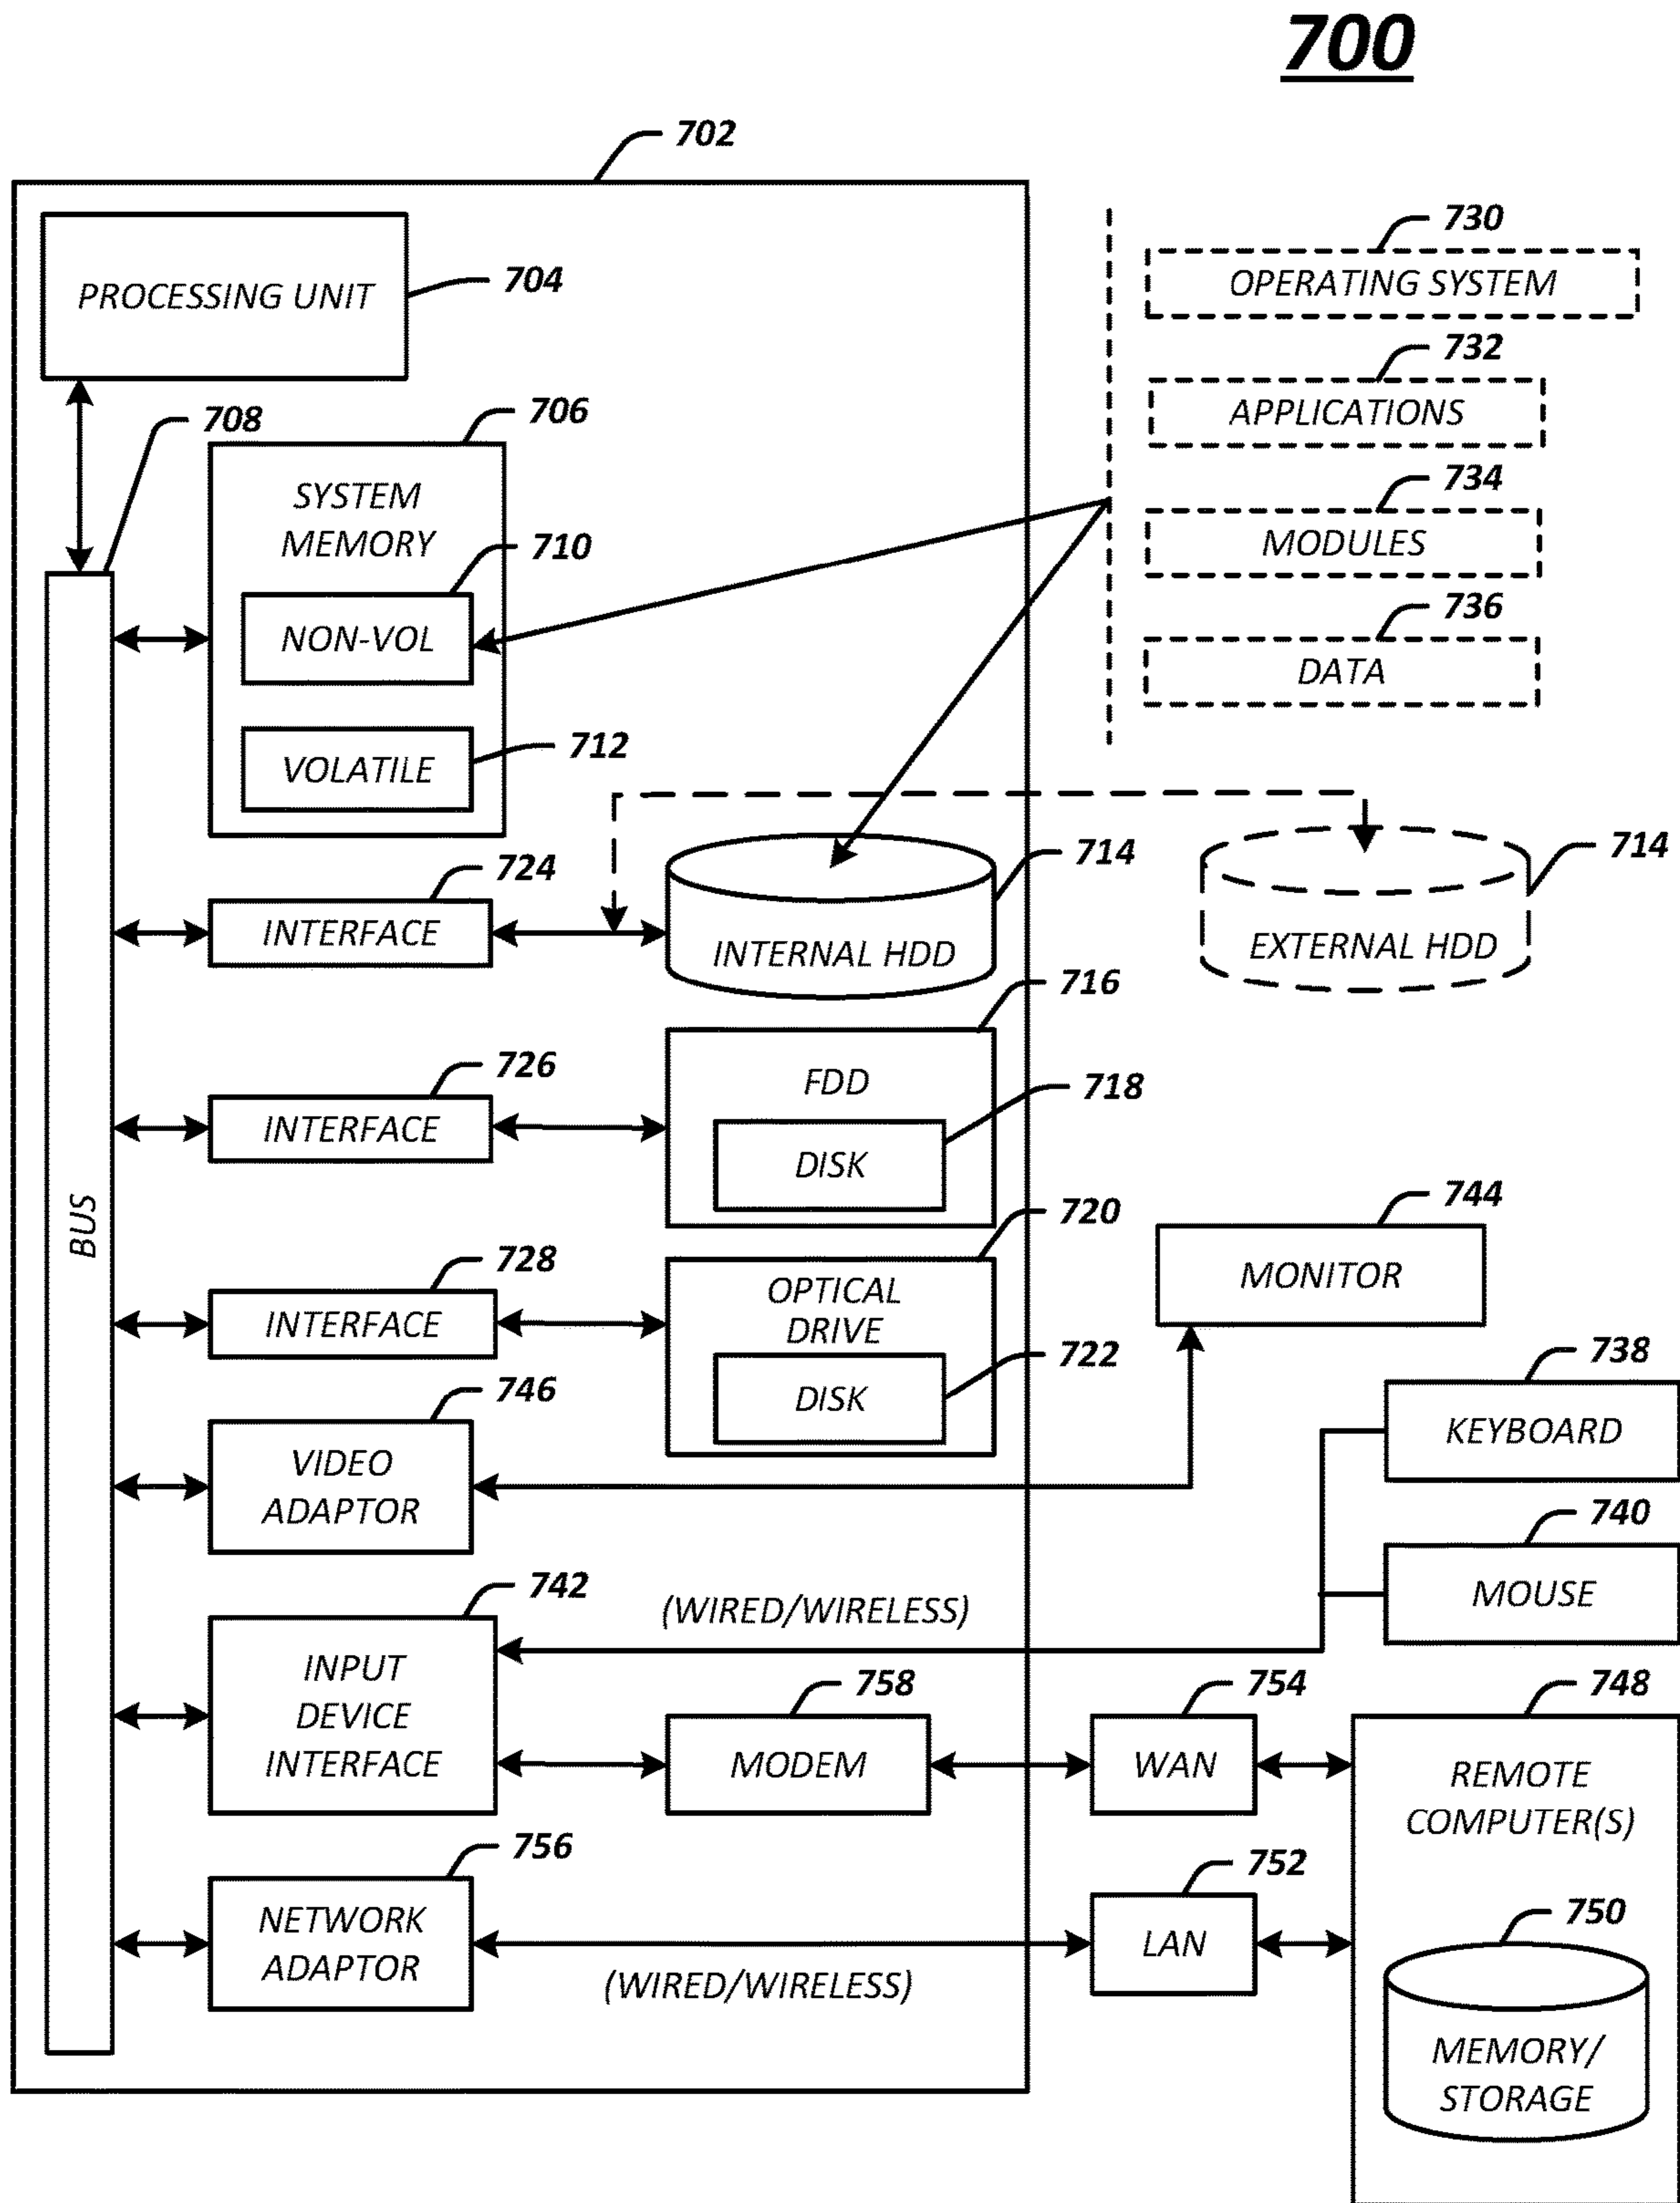 700
702
PROCESSING UNIT
704
730
OPERATING SYSTEM
732
APPLICATIONS
734
MODULES
736
DATA
708
706
SYSTEM
MEMORY
710
NON-VOL
712
VOLATILE
724
INTERFACE
714
INTERNAL HDD
714
EXTERNAL HDD
716
FDD
726
INTERFACE
718
DISK
BUS
720
OPTICAL
DRIVE
728
INTERFACE
722
DISK
744
MONITOR
746
VIDEO
ADAPTOR
738
KEYBOARD
740
MOUSE
742
INPUT
DEVICE
INTERFACE
(WIRED/WIRELESS)
758
MODEM
754
WAN
748
REMOTE
COMPUTER(S)
756
NETWORK
ADAPTOR
(WIRED/WIRELESS)
752
LAN
750
MEMORY/
STORAGE